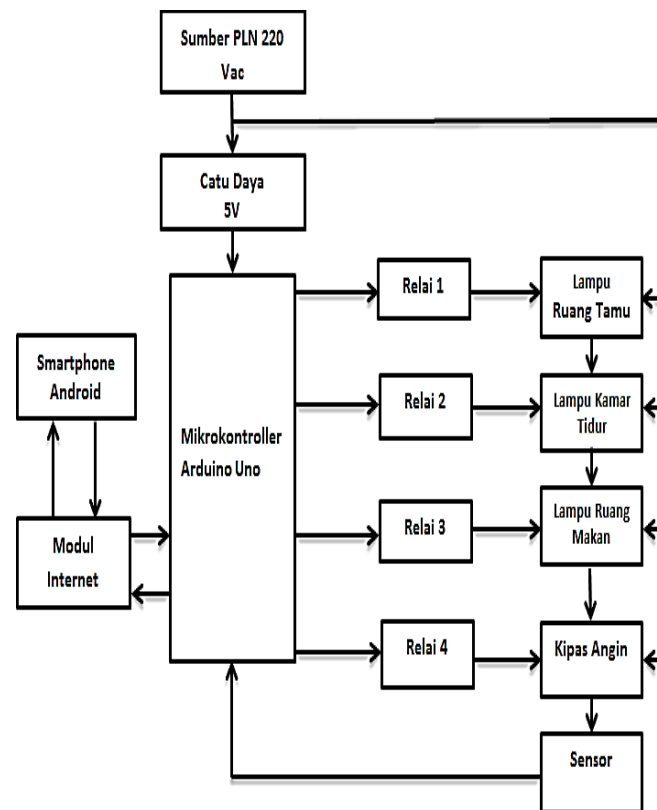 Sumber PLN 220
Vac
Catu Daya
5V
Relai 1
Lampu
Ruang Tamu
Smartphone
Android
Relai 2
Lampu Kamar
Tidur
Mikrokontroller
Arduino Uno
Relai 3
Lampu Ruang
Makan
Modul
Internet
Relai 4
Kipas Angin
Sensor